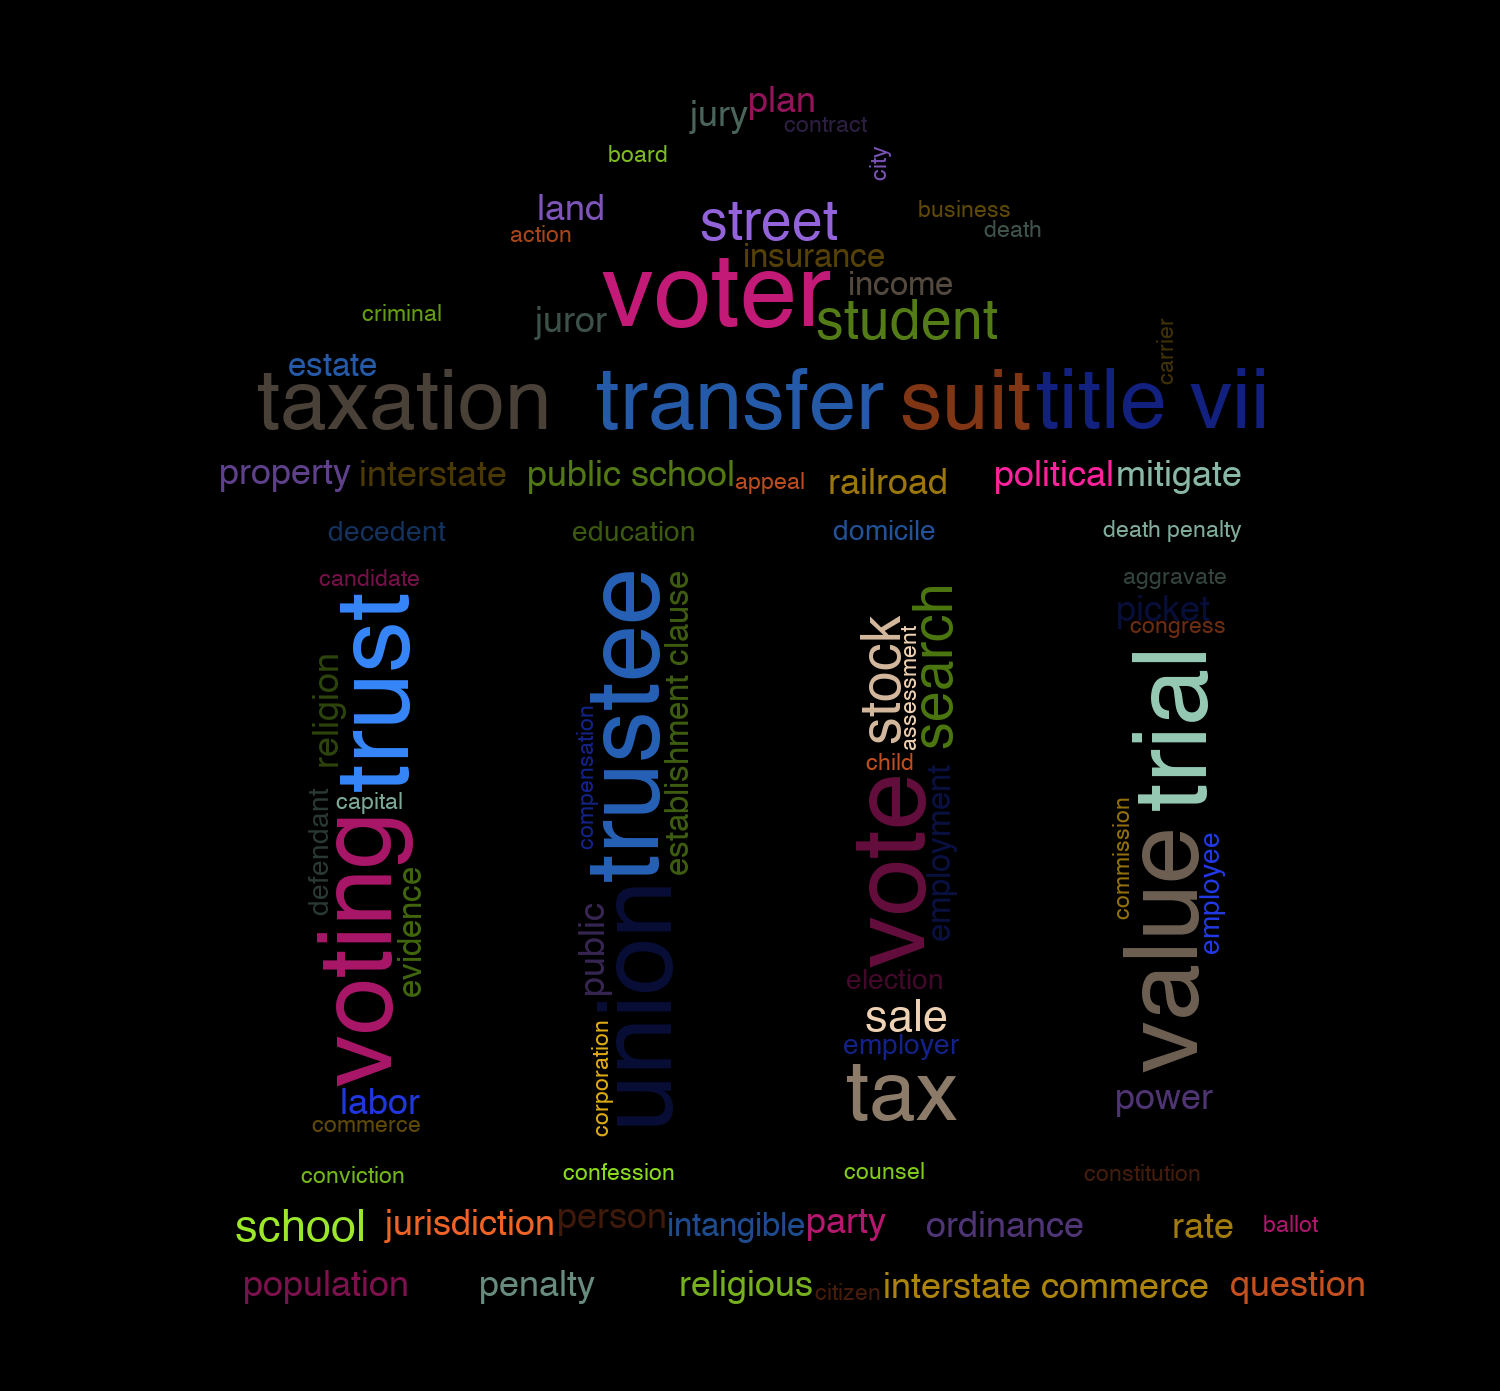 plan
jury
contract
board
city
land
street
business
action
death
insurance
voter
income
criminal
juror
student
carrier
estate
taxation
transfer
suit
title vii
property
interstate
public school
appeal
railroad
political
mitigate
decedent
education
domicile
death penalty
candidate
aggravate
picket
congress
trust
religion
capital
defendant
voting
evidence
labor
commerce
trustee
establishment clause
compensation
public
union
corporation
stock
assessment
search
child
vote
employment
election
sale
employer
tax
trial
commission
value
employee
power
conviction
confession
counsel
constitution
school
jurisdiction
person
intangible
party
ordinance
rate
ballot
population
penalty
religious
citizen
interstate commerce
question